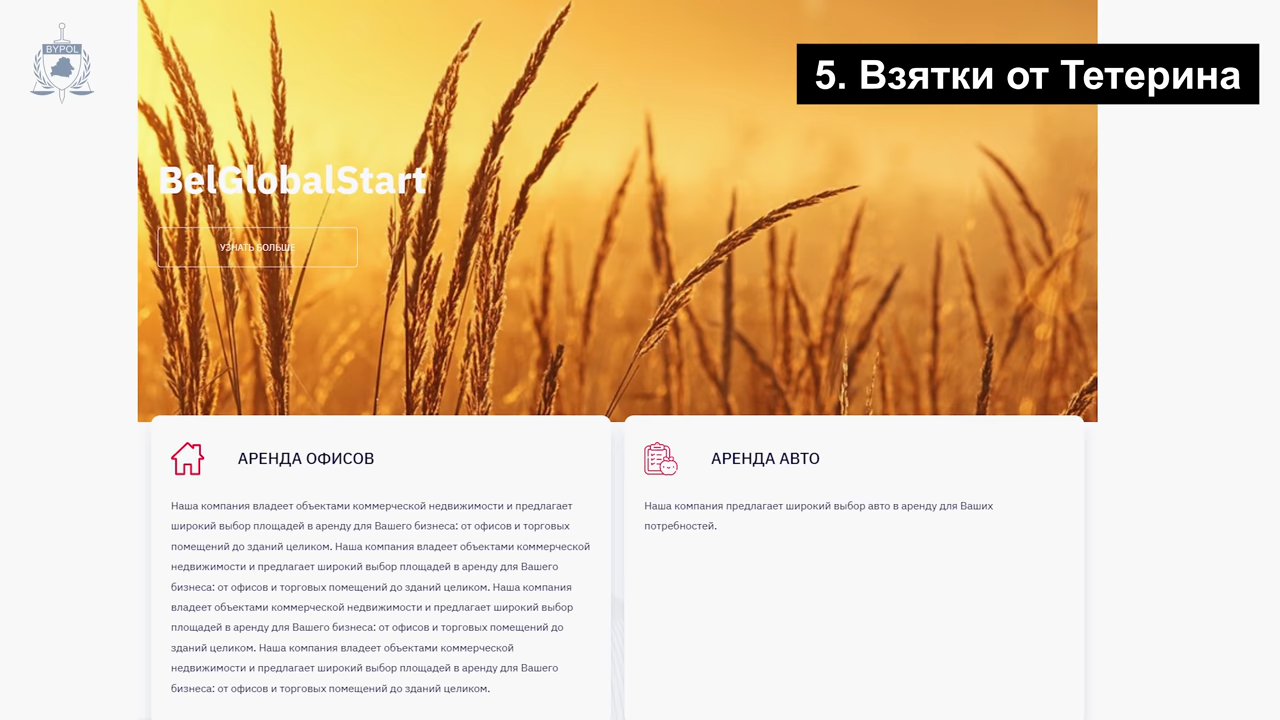 BYPOL
5. Взятки от Тетерина
BelGlobalStart
УЗНАТЬ БОЛЬШЕ
АРЕНДА ОФИСОВ
Наша компания владеет объектами коммерческой недвижимости и предлагает
широкий выбор площадей в аренду для Вашего бизнеса: от офисов и торговых
помещений до зданий целиком. Наша компания владеет объектами коммерческой
недвижимости и предлагает широкий выбор площадей в аренду для Вашего
бизнеса: от офисов и торговых помещений до зданий целиком. Наша компания
владеет объектами коммерческой недвижимости и предлагает широкий выбор
площадей в аренду для Вашего бизнеса: от офисов и торговых помещений до
зданий целиком. Наша компания владеет объектами коммерческой
недвижимости и предлагает широкий выбор площадей в аренду для Вашего
бизнеса: от офисов и торговых помещений до зданий целиком.
АРЕНДА АВТО
Наша компания предлагает широкий выбор авто в аренду для Ваших
потребностей.